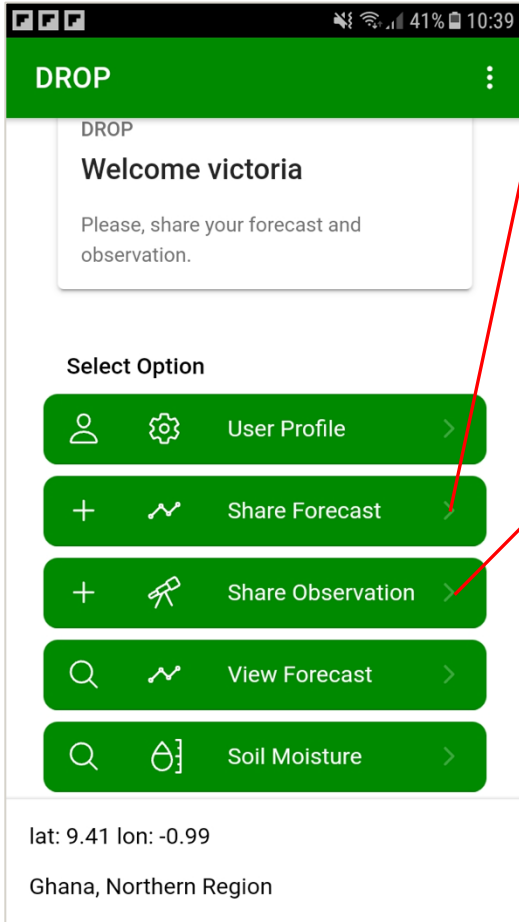 41% 10:39
DROP
DROP
Welcome victoria
Please, share your forecast and
observation.
Select Option
User Profile
Share Forecast
Share Observation
View Forecast
Soil Moisture
lat: 9.41 lon: -0.99
Ghana, Northern Region